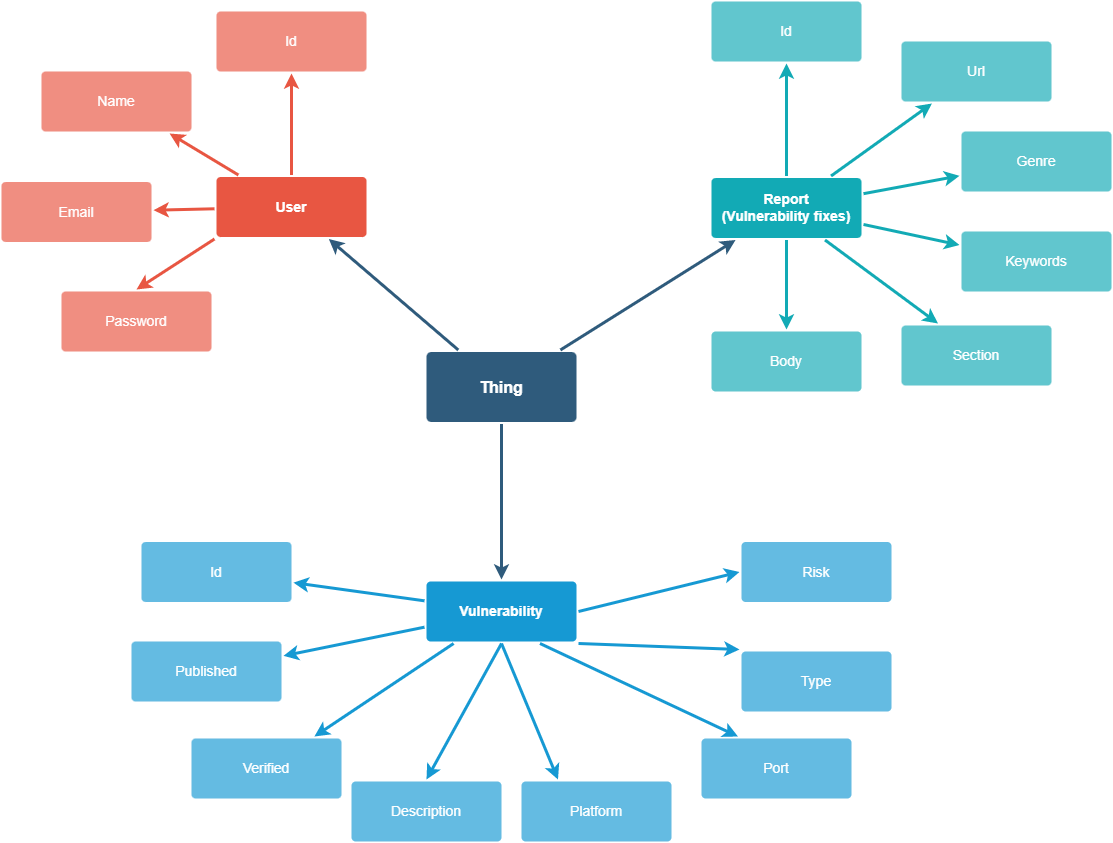 Id
Name
User
Email
Password
Id
Url
Genre
Report
(Vulnerability fixes)
Keywords
Section
Body
Thing
Id
Published
Vulnerability
Risk
Type
Verified
Port
Description
Platform